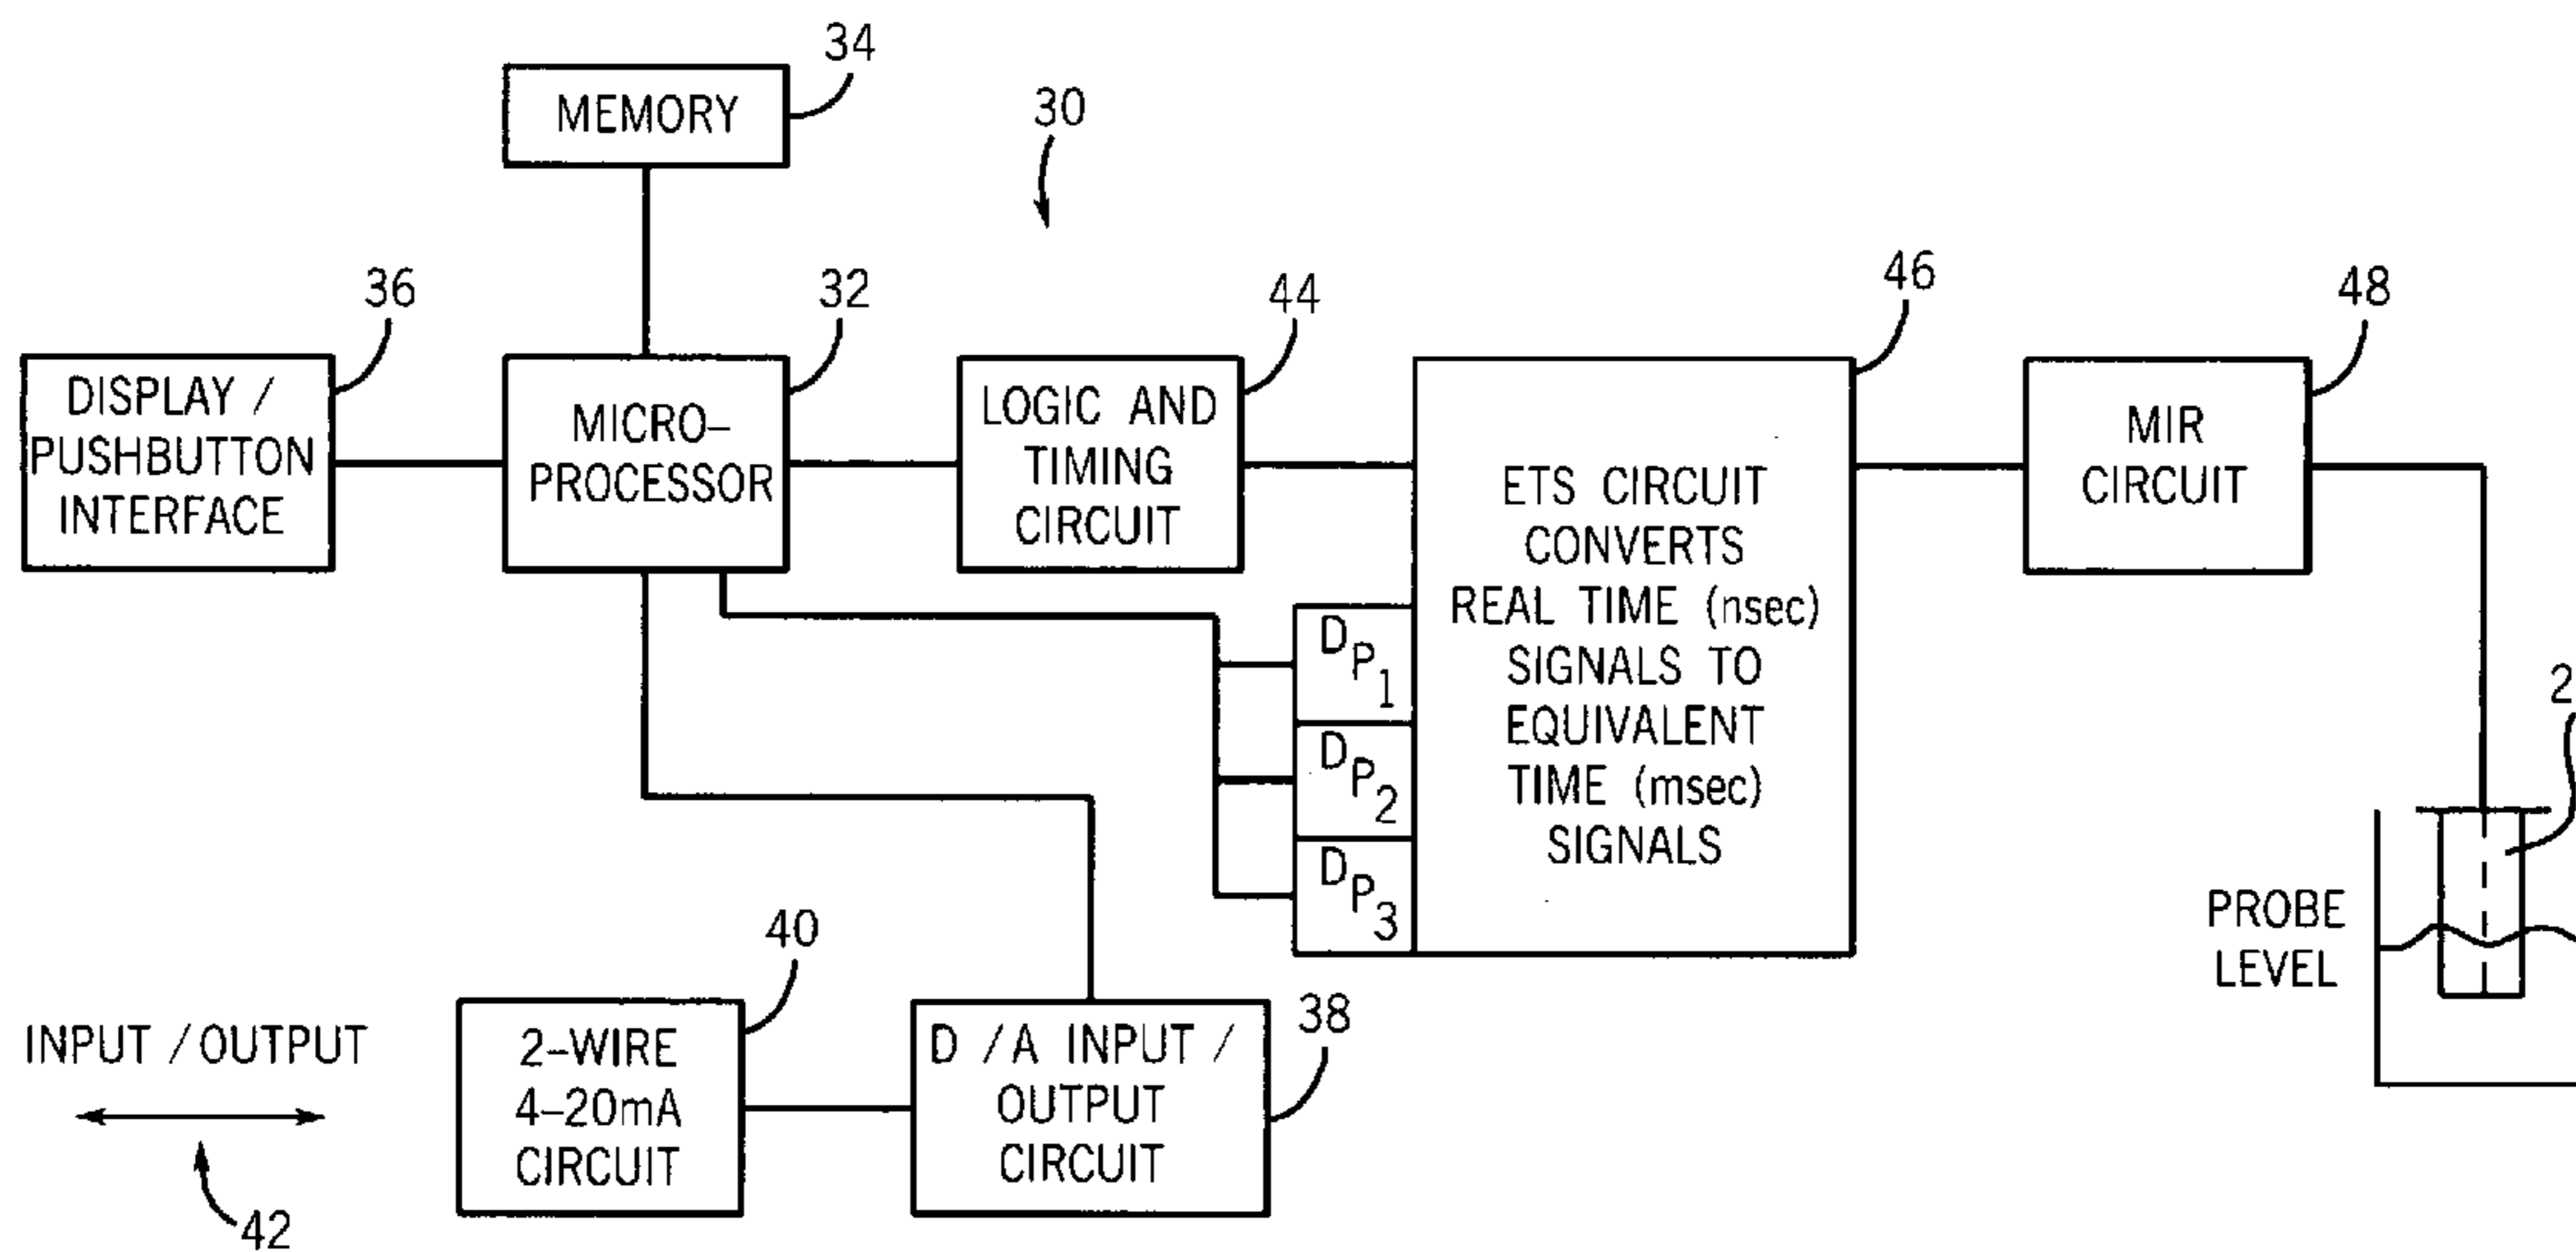 34
MEMORY
30
36
32
44
46
48
DISPLAY /
PUSHBUTTON
INTERFACE
MICRO-
PROCESSOR
LOGIC AND
TIMING
CIRCUIT
ETS CIRCUIT
CONVERTS
REAL TIME (nsec)
SIGNALS TO
EQUIVALENT
TIME (msec)
SIGNALS
MIR
CIRCUIT
DP1
DP2
DP3
2
PROBE
LEVEL
40
38
INPUT / OUTPUT
42
2-WIRE
4-20mA
CIRCUIT
D / A INPUT /
OUTPUT
CIRCUIT